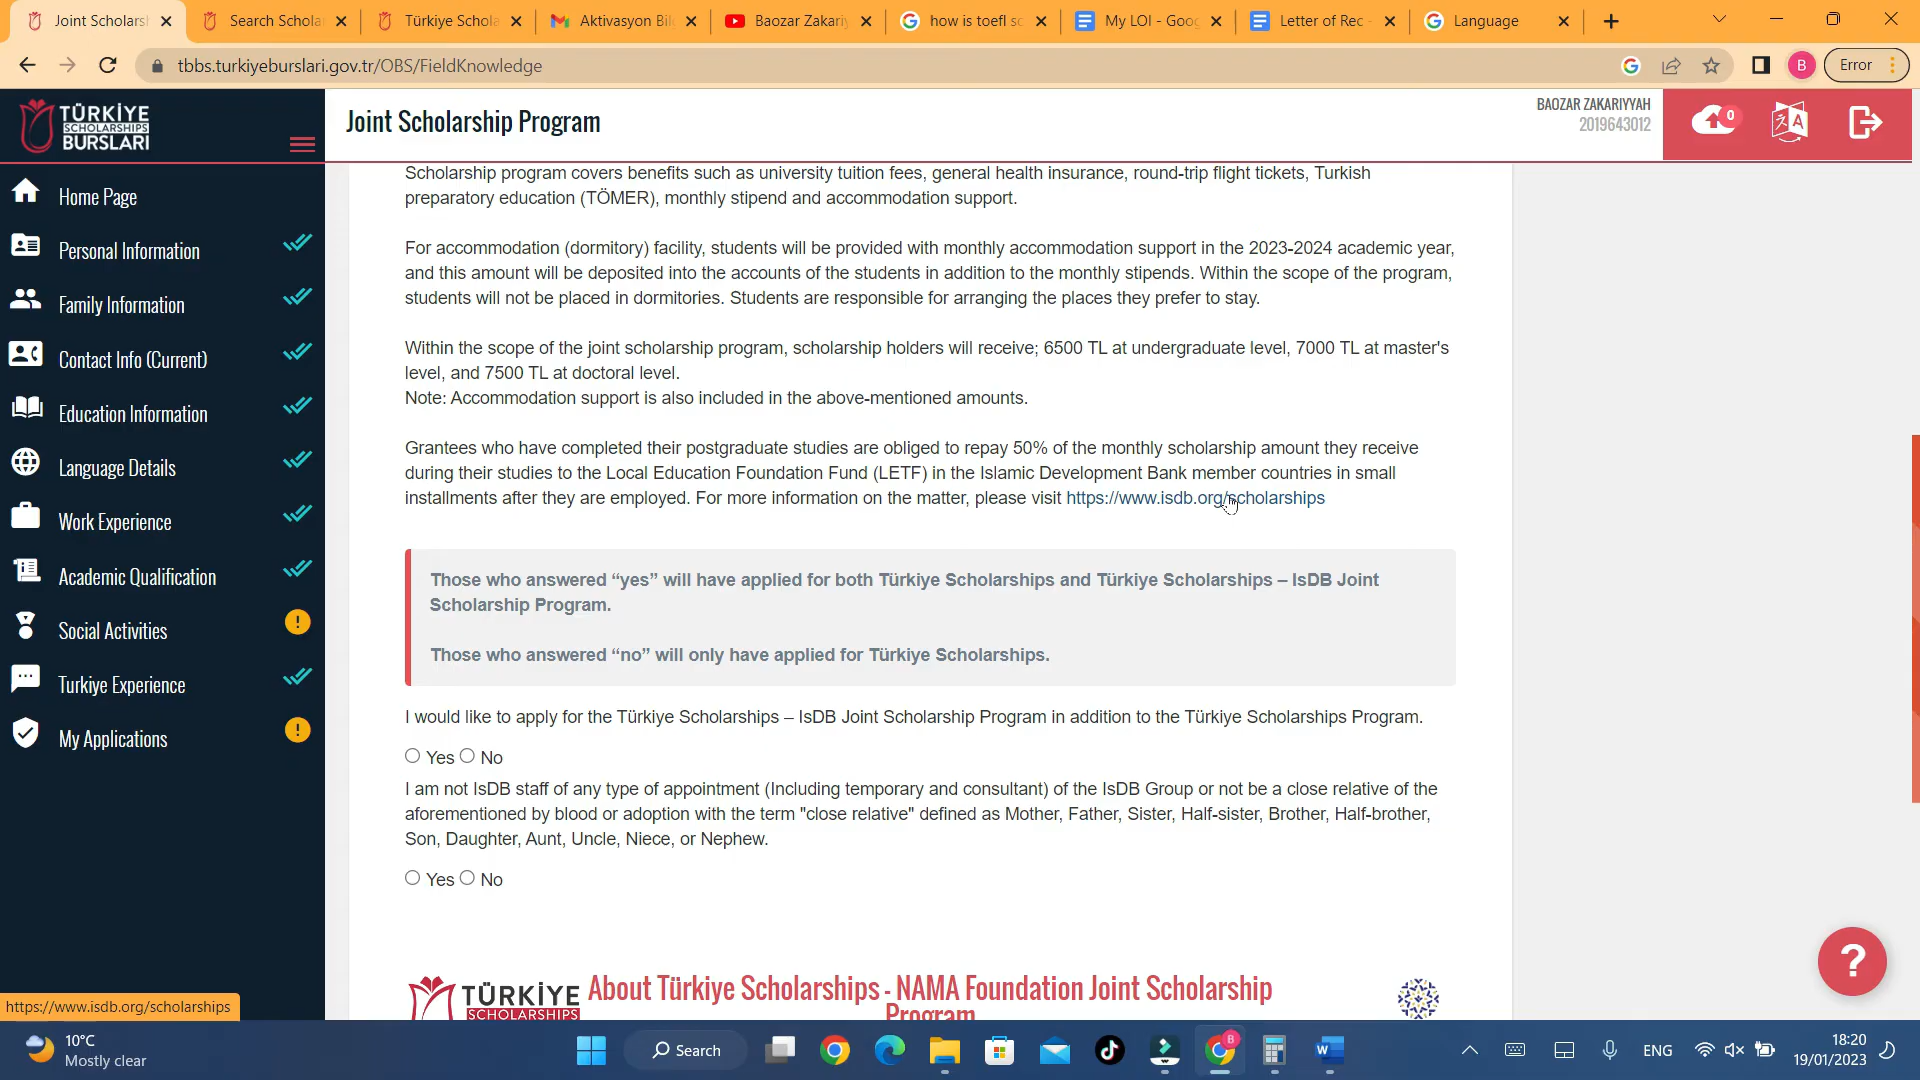 Joint Scholarsh
Search Schola
Türkiye Schola
Aktivasyon Bil
Baozar Zakariy
how is toefl sc
My LOI - Goog
Letter of Rec -
Language
tbbs.turkiyeburslari.gov.tr/OBS/FieldKnowledge
B
Error
TÜRKİYE
SCHOLARSHIPS
BURSLARI
Joint Scholarship Program
BAOZAR ZAKARIYYAH
2019643012
0
A
Home Page
Personal Information
Family Information
Contact Info (Current)
Education Information
Language Details
Work Experience
Academic Qualification
Social Activities
!
Turkiye Experience
My Applications
!
Scholarship program covers benefits such as university tuition fees, general health insurance, round-trip flight tickets, Turkish
preparatory education (TÖMER), monthly stipend and accommodation support.
For accommodation (dormitory) facility, students will be provided with monthly accommodation support in the 2023-2024 academic year,
and this amount will be deposited into the accounts of the students in addition to the monthly stipends. Within the scope of the program,
students will not be placed in dormitories. Students are responsible for arranging the places they prefer to stay.
Within the scope of the joint scholarship program, scholarship holders will receive; 6500 TL at undergraduate level, 7000 TL at master's
level, and 7500 TL at doctoral level.
Note: Accommodation support is also included in the above-mentioned amounts.
Grantees who have completed their postgraduate studies are obliged to repay 50% of the monthly scholarship amount they receive
during their studies to the Local Education Foundation Fund (LETF) in the Islamic Development Bank member countries in small
installments after they are employed. For more information on the matter, please visit https://www.isdb.org/scholarships
Those who answered “yes” will have applied for both Türkiye Scholarships and Türkiye Scholarships – IsDB Joint
Scholarship Program.
Those who answered “no” will only have applied for Türkiye Scholarships.
I would like to apply for the Türkiye Scholarships – IsDB Joint Scholarship Program in addition to the Türkiye Scholarships Program.
Yes No
I am not IsDB staff of any type of appointment (Including temporary and consultant) of the IsDB Group or not be a close relative of the
aforementioned by blood or adoption with the term "close relative" defined as Mother, Father, Sister, Half-sister, Brother, Half-brother,
Son, Daughter, Aunt, Uncle, Niece, or Nephew.
Yes No
TÜRKİYE
SCHOLARSHIPS
About Türkiye Scholarships - NAMA Foundation Joint Scholarship
Program
?
https://www.isdb.org/scholarships
10°C
Mostly clear
Search
B
W
ENG
18:20
19/01/2023